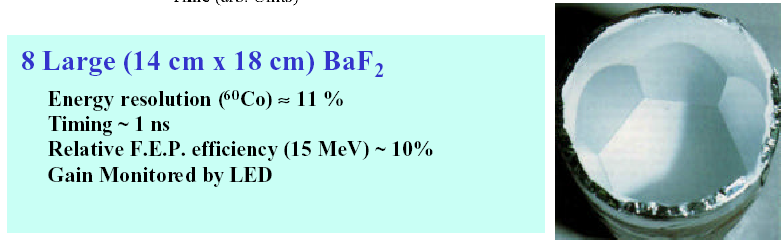 8 Large (14 cm x 18 cm) BaF₂
Energy resolution (⁶⁰Co) ≈ 11 %
Timing ~ 1 ns
Relative F.E.P. efficiency (15 MeV) ~ 10%
Gain Monitored by LED